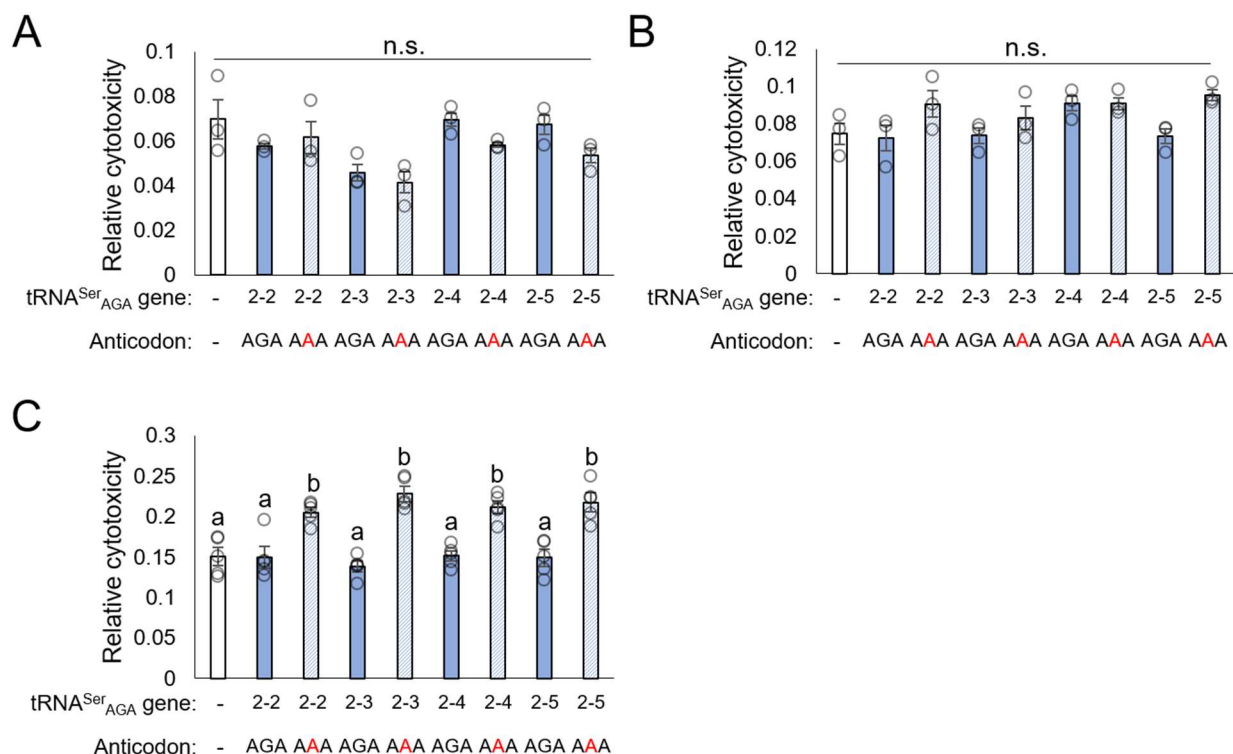 A
n.s.
Relative cytotoxicity
0.1
0.08
0.06
0.04
0.02
0
tRNA^Ser_AGA gene: - 2-2 2-2 2-3 2-3 2-4 2-4 2-5 2-5
Anticodon: - AGA AAA AGA AAA AGA AAA AGA AAA
B
n.s.
Relative cytotoxicity
0.12
0.1
0.08
0.06
0.04
0.02
0
tRNA^Ser_AGA gene: - 2-2 2-2 2-3 2-3 2-4 2-4 2-5 2-5
Anticodon: - AGA AAA AGA AAA AGA AAA AGA AAA
C
Relative cytotoxicity
0.3
0.25
0.2
0.15
0.1
0.05
0
a a b a b a b a b
tRNA^Ser_AGA gene: - 2-2 2-2 2-3 2-3 2-4 2-4 2-5 2-5
Anticodon: - AGA AAA AGA AAA AGA AAA AGA AAA